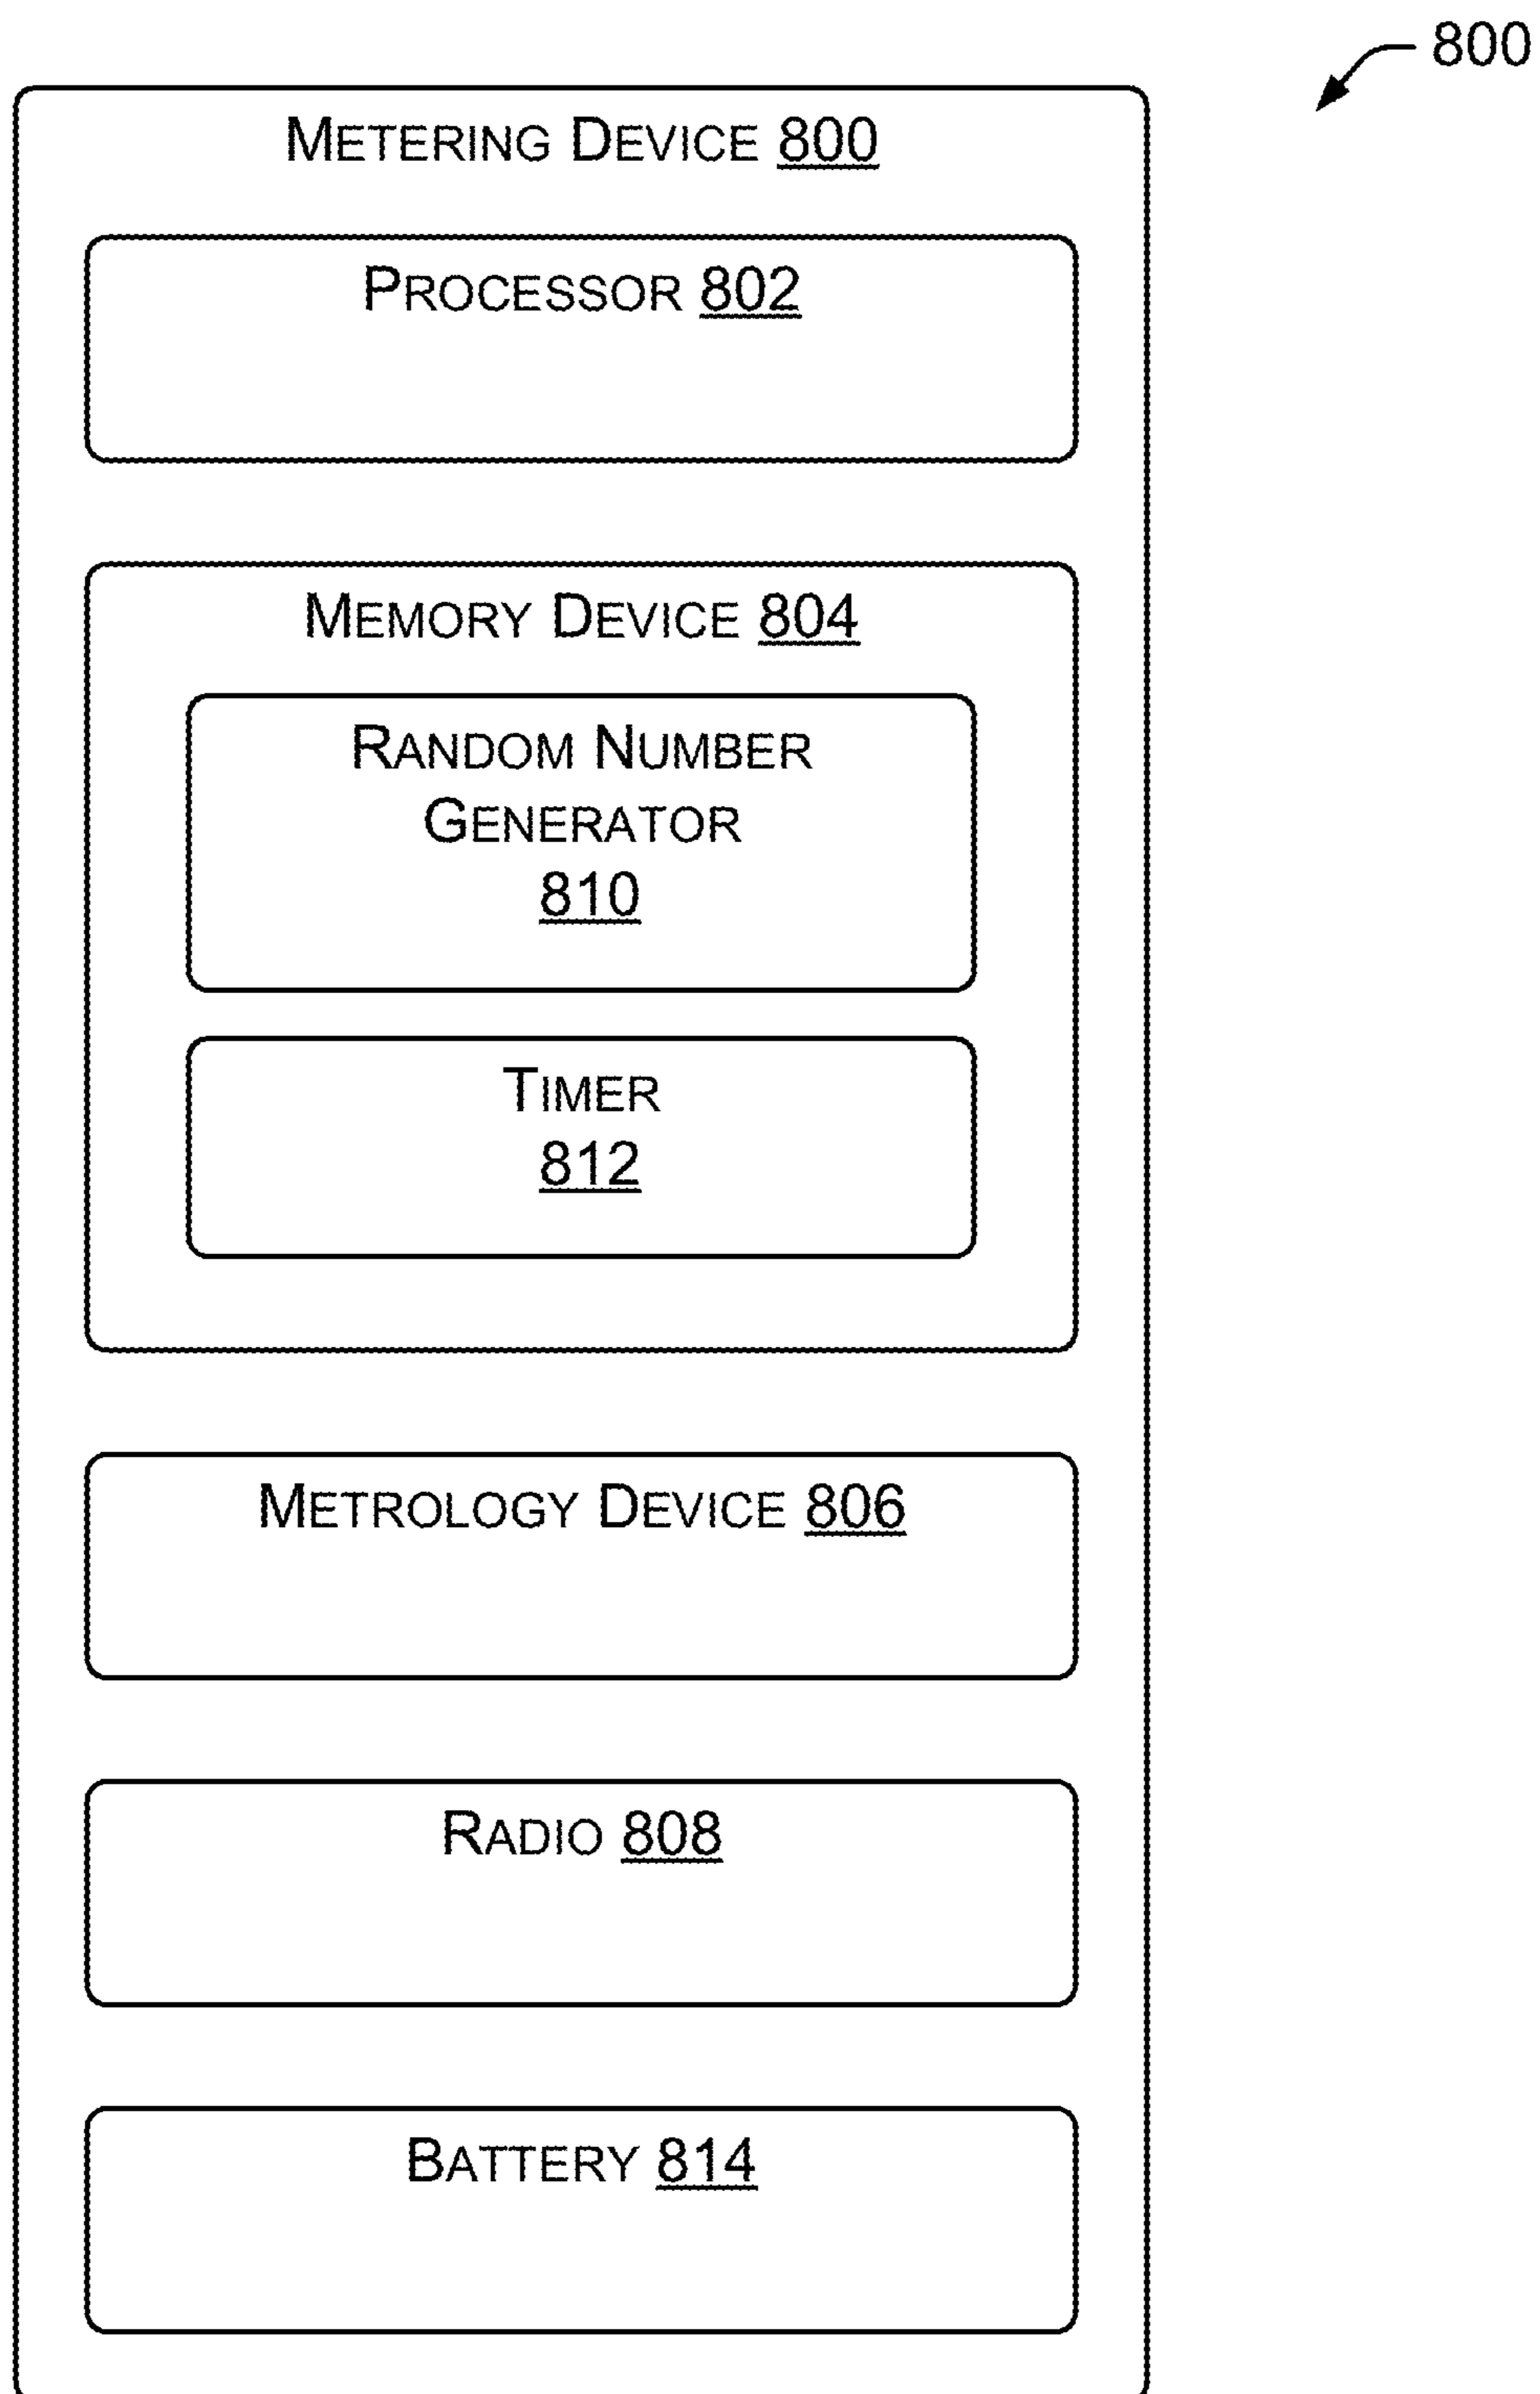 800
METERING DEVICE 800
PROCESSOR 802
MEMORY DEVICE 804
RANDOM NUMBER
GENERATOR
810
TIMER
812
METROLOGY DEVICE 806
RADIO 808
BATTERY 814